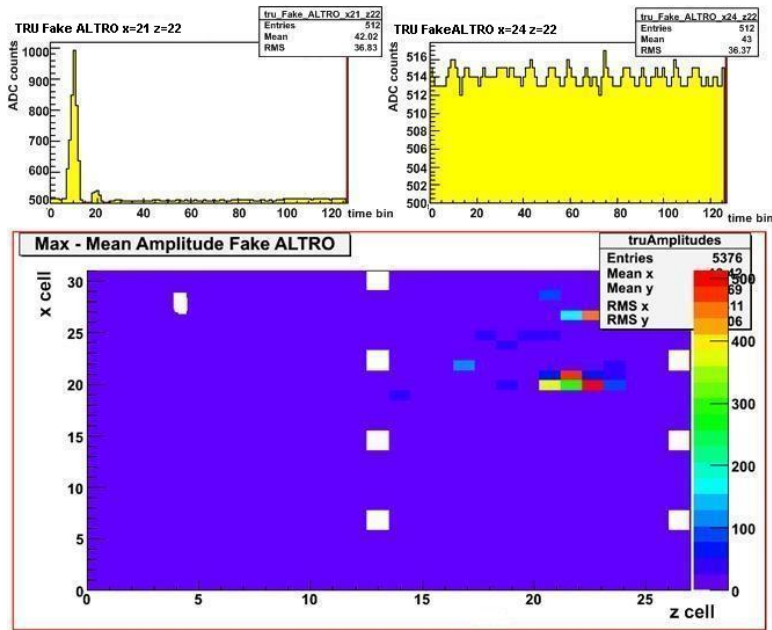 TRU Fake ALTRO x=21 z=22
tru_Fake_ALTRO_x21_z22
Entries 512
Mean 42.02
RMS 36.83
ADC counts
1000
900
800
700
600
500
0 20 40 60 80 100 120
time bin
TRU FakeALTRO x=24 z=22
tru_Fake_ALTRO_x24_z22
Entries 512
Mean 43
RMS 36.37
ADC counts
516
514
512
510
508
506
504
502
500
0 20 40 60 80 100 120
time bin
Max - Mean Amplitude Fake ALTRO
truAmplitudes
Entries 5376
Mean x
Mean y 69
RMS x 11
RMS y 06
x cell
30
25
20
15
10
5
0
0 5 10 15 20 25
z cell
500
400
300
200
100
0